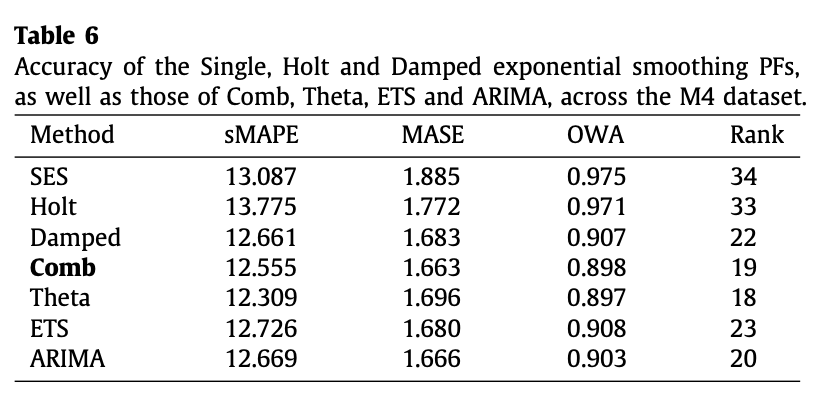 Table 6
Accuracy of the Single, Holt and Damped exponential smoothing PFs,
as well as those of Comb, Theta, ETS and ARIMA, across the M4 dataset.
Method sMAPE MASE OWA Rank
SES 13.087 1.885 0.975 34
Holt 13.775 1.772 0.971 33
Damped 12.661 1.683 0.907 22
Comb 12.555 1.663 0.898 19
Theta 12.309 1.696 0.897 18
ETS 12.726 1.680 0.908 23
ARIMA 12.669 1.666 0.903 20